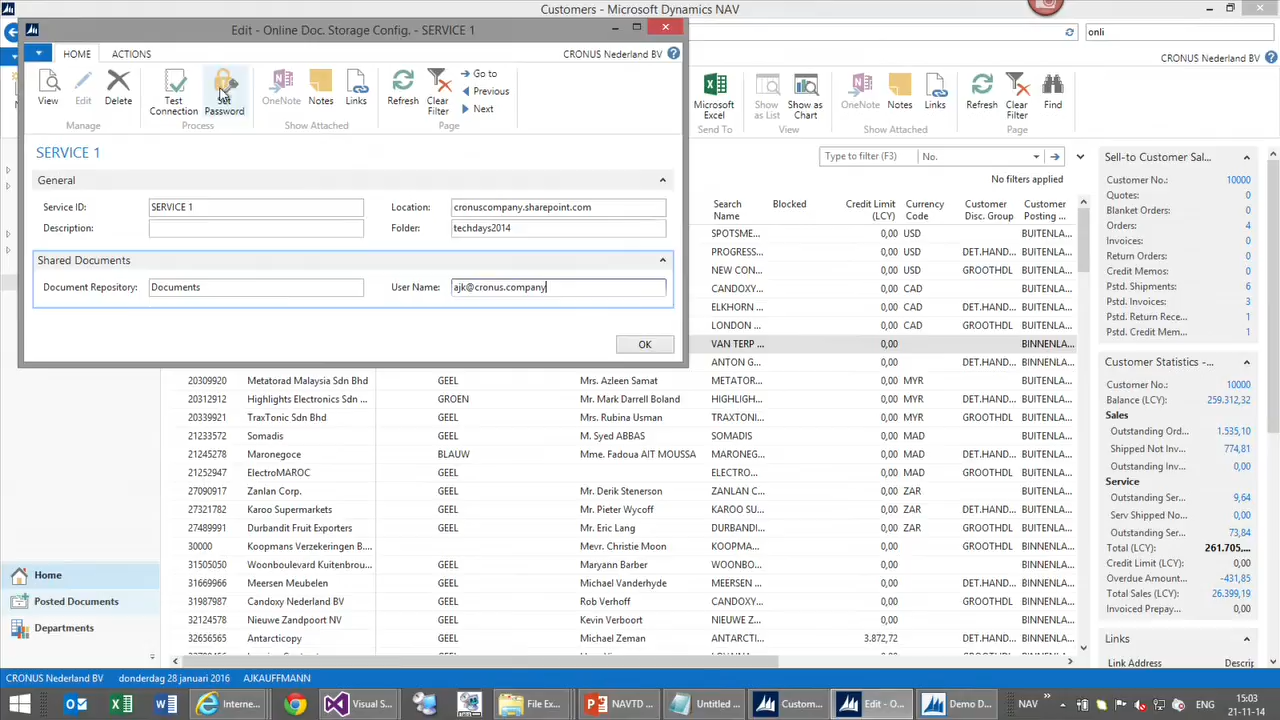 Customers - Microsoft Dynamics NAV
Edit - Online Doc. Storage Config. - SERVICE 1
onli
HOME ACTIONS
CRONUS Nederland BV
CRONUS Nederland BV
View Edit Delete
Manage
Test Connection Set Password
Process
OneNote Notes Links
Show Attached
Refresh Clear Filter Go to Previous Next
Page
Microsoft Excel
Send To
Show as List Show as Chart
View
OneNote Notes Links
Show Attached
Refresh Clear Filter Find
Page
SERVICE 1
General
Service ID: SERVICE 1 Location: cronuscompany.sharepoint.com
Description: Folder: techdays2014
Shared Documents
Document Repository: Documents User Name: ajk@cronus.company
OK
Type to filter (F3) No.
No filters applied
Search Name Blocked Credit Limit (LCY) Currency Code Customer Disc. Group Customer Posting ...
SPOTSME... 0,00 USD BUITENLA...
PROGRESS... 0,00 USD DET.HAND... BUITENLA...
NEW CON... 0,00 USD GROOTHDL BUITENLA...
CANDOXY... 0,00 CAD BUITENLA...
ELKHORN ... 0,00 CAD DET.HAND... BUITENLA...
LONDON ... 0,00 CAD GROOTHDL BUITENLA...
VAN TERP ... 0,00 BINNENLA...
ANTON G... 0,00 DET.HAND... BINNENLA...
20309920 Metatorad Malaysia Sdn Bhd GEEL Mrs. Azleen Samat METATOR... 0,00 MYR BUITENLA...
20312912 Highlights Electronics Sdn ... GROEN Mr. Mark Darrell Boland HIGHLIGH... 0,00 MYR DET.HAND... BUITENLA...
20339921 TraxTonic Sdn Bhd GEEL Mrs. Rubina Usman TRAXTONI... 0,00 MYR GROOTHDL BUITENLA...
21233572 Somadis GEEL M. Syed ABBAS SOMADIS 0,00 MAD BUITENLA...
21245278 Maronegoce BLAUW Mme. Fadoua AIT MOUSSA MARONEG... 0,00 MAD DET.HAND... BUITENLA...
21252947 ElectroMAROC GEEL ELECTRO... 0,00 MAD GROOTHDL BUITENLA...
27090917 Zanlan Corp. GEEL Mr. Derik Stenerson ZANLAN C... 0,00 ZAR BUITENLA...
27321782 Karoo Supermarkets GEEL Mr. Pieter Wycoff KAROO SU... 0,00 ZAR DET.HAND... BUITENLA...
27489991 Durbandit Fruit Exporters GEEL Mr. Eric Lang DURBANDI... 0,00 ZAR GROOTHDL BUITENLA...
30000 Koopmans Verzekeringen B... Mevr. Christie Moon KOOPMA... 0,00 GROOTHDL BINNENLA...
31505050 Woonboulevard Kuitenbrou... GEEL Maryann Barber WOONBO... 0,00 BINNENLA...
31669966 Meersen Meubelen GEEL Michael Vanderhyde MEERSEN ... 0,00 DET.HAND... BINNENLA...
31987987 Candoxy Nederland BV GEEL Rob Verhoff CANDOXY... 0,00 GROOTHDL BINNENLA...
32124578 Nieuwe Zandpoort NV GEEL Kevin Verboort NIEUWE Z... 0,00 BINNENLA...
32656565 Antarcticopy GEEL Michael Zeman ANTARCTI... 3.872,72 DET.HAND... BINNENLA...
Sell-to Customer Sal...
Customer No.: 10000
Quotes: 0
Blanket Orders: 0
Orders: 4
Invoices: 0
Return Orders: 0
Credit Memos: 0
Pstd. Shipments: 6
Pstd. Invoices: 3
Pstd. Return Rece... 1
Pstd. Credit Mem... 1
Customer Statistics -...
Customer No.: 10000
Balance (LCY): 259.312,32
Sales
Outstanding Ord... 1.535,10
Shipped Not Inv... 774,81
Outstanding Inv... 0,00
Service
Outstanding Ser... 9,64
Serv Shipped No... 0,00
Outstanding Ser... 73,84
Total (LCY): 261.705,...
Credit Limit (LCY): 0,00
Overdue Amount... -431,85
Total Sales (LCY): 26.399,19
Invoiced Prepay... 0,00
Links
Link Address Descrip
Home
Posted Documents
Departments
CRONUS Nederland BV donderdag 28 januari 2016 AJKAUFFMANN
Interne... Visual S... File Ex... NAVTD ... Untitled ... Custom... Edit - O... Demo D... NAV ENG 15:03
21-11-14